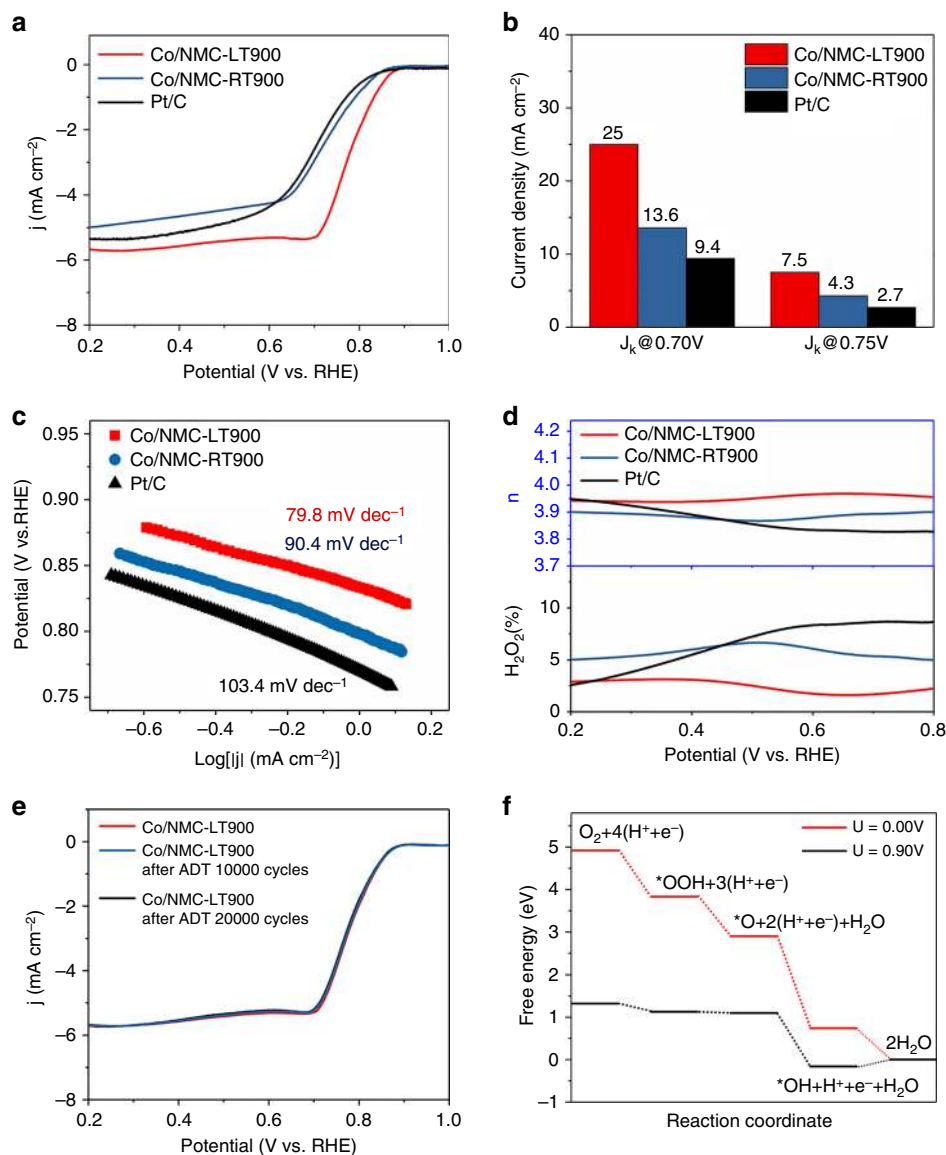 a
Co/NMC-LT900
Co/NMC-RT900
Pt/C
0
−2
−4
−6
−8
j (mA cm−2)
0.2 0.4 0.6 0.8 1.0
Potential (V vs. RHE)
b
Co/NMC-LT900
Co/NMC-RT900
Pt/C
40
30
20
10
0
Current density (mA cm−2)
25
13.6
9.4
7.5
4.3
2.7
Jk@0.70V Jk@0.75V
c
Co/NMC-LT900
Co/NMC-RT900
Pt/C
0.95
0.90
0.85
0.80
0.75
Potential (V vs.RHE)
79.8 mV dec−1
90.4 mV dec−1
103.4 mV dec−1
−0.6 −0.4 −0.2 0.0 0.2
Log[|j| (mA cm−2)]
d
Co/NMC-LT900
Co/NMC-RT900
Pt/C
4.2
4.1
4.0
3.9
3.8
3.7
n
10
5
0
H2O2(%)
0.2 0.4 0.6 0.8
Potential (V vs. RHE)
e
Co/NMC-LT900
Co/NMC-LT900
after ADT 10000 cycles
Co/NMC-LT900
after ADT 20000 cycles
0
−2
−4
−6
−8
j (mA cm−2)
0.2 0.4 0.6 0.8 1.0
Potential (V vs. RHE)
f
U = 0.00V
U = 0.90V
O2+4(H++e−)
*OOH+3(H++e−)
*O+2(H++e−)+H2O
2H2O
*OH+H++e−+H2O
5
4
3
2
1
0
−1
Free energy (eV)
Reaction coordinate